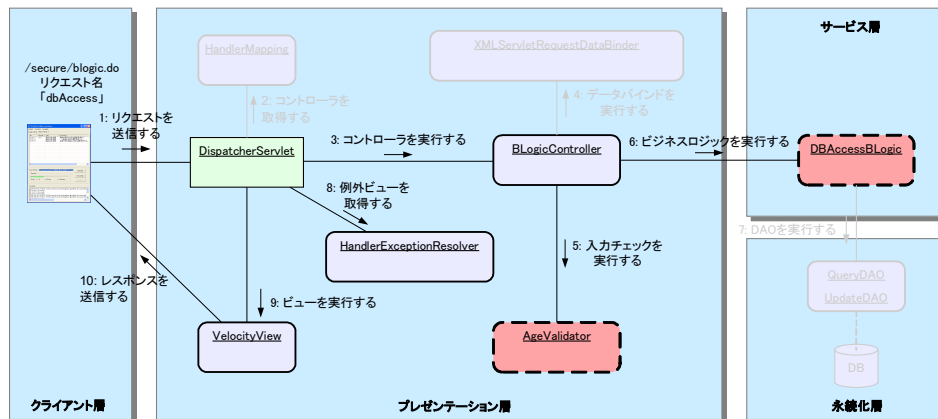 サービス層
HandlerMapping
XMLServletRequestDataBinder
/secure/blogic.do
リクエスト名
「dbAccess」
2: コントローラを
取得する
4: データバインドを
実行する
1: リクエストを
送信する
3: コントローラを実行する
6: ビジネスロジックを実行する
DispatcherServlet
BLogicController
DBAccessBLogic
8: 例外ビューを
取得する
7: DAOを実行する
HandlerExceptionResolver
5: 入力チェックを
実行する
10: レスポンスを
送信する
QueryDAO
UpdateDAO
9: ビューを実行する
VelocityView
AgeValidator
DB
クライアント層
プレゼンテーション層
永続化層